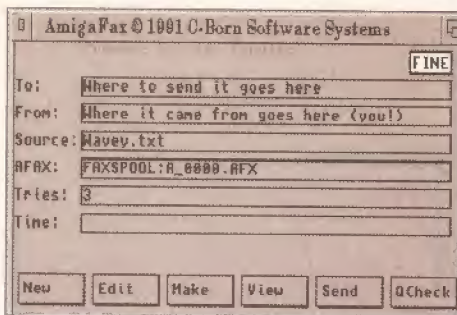 AmigaFax © 1991 C-Born Software Systems
FINE
To: Where to send it goes here
From: Where it came from goes here (you!)
Source: Wavey.txt
AFAX: FAXSPOOL:A_0000.AFX
Tries: 3
Time:
New Edit Make View Send QCheck